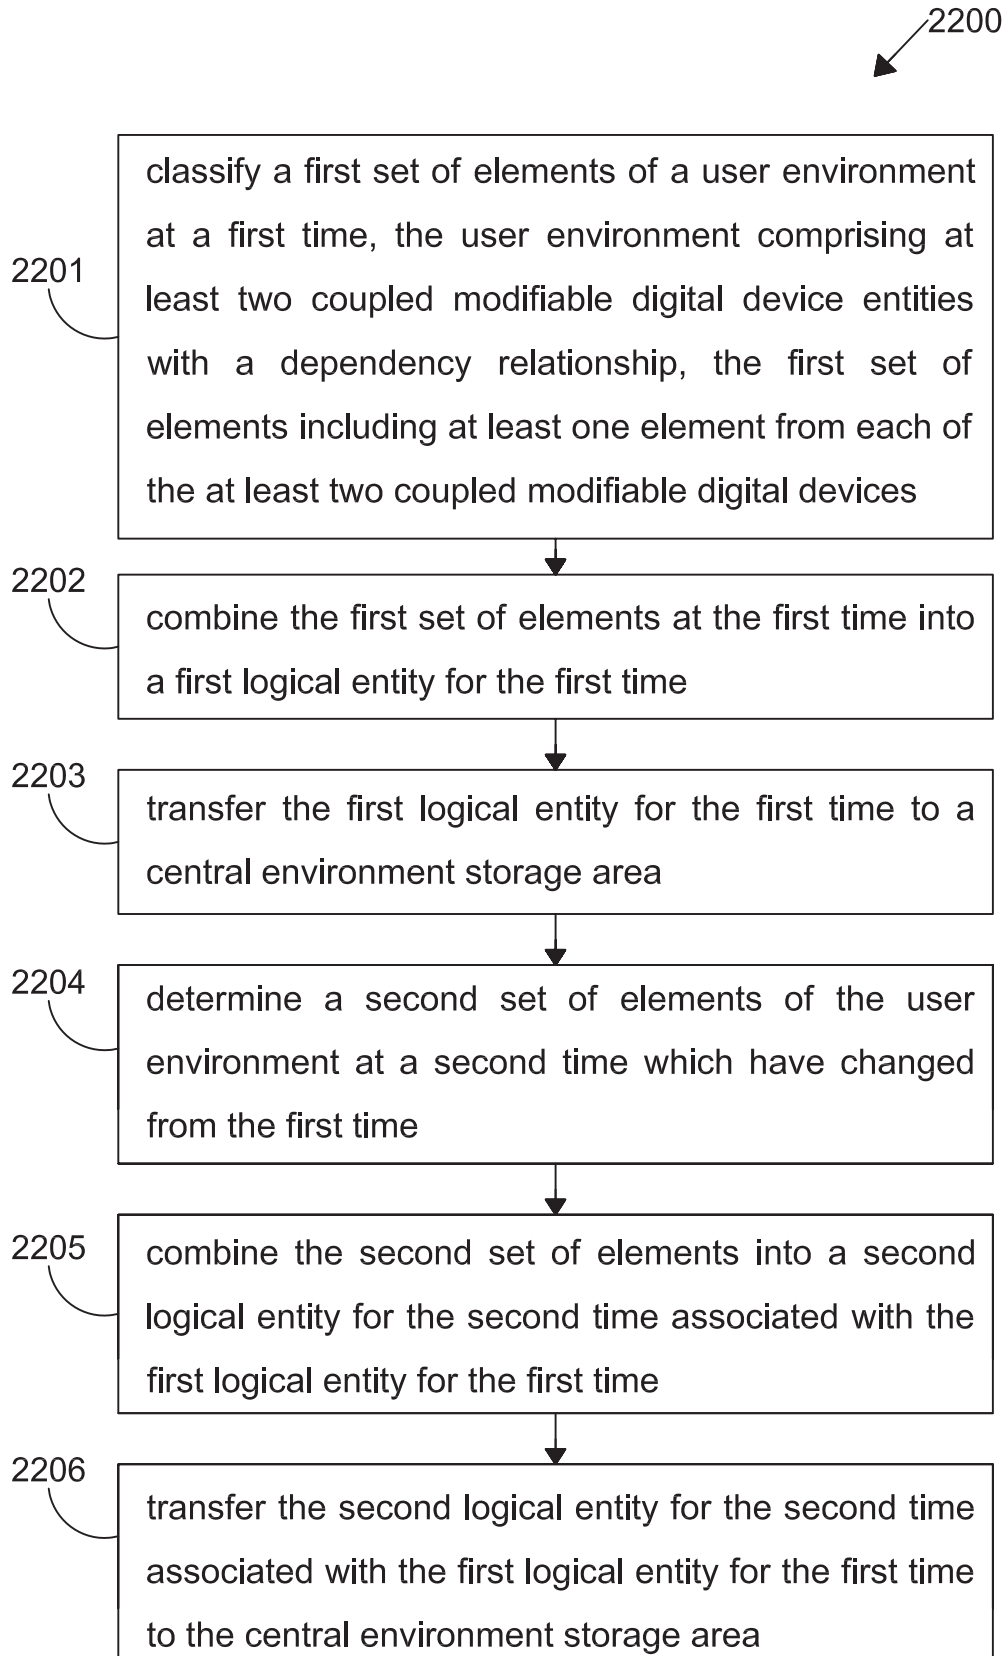 2200
2201
classify a first set of elements of a user environment
at a first time, the user environment comprising at
least two coupled modifiable digital device entities
with a dependency relationship, the first set of
elements including at least one element from each of
the at least two coupled modifiable digital devices
2202
combine the first set of elements at the first time into
a first logical entity for the first time
2203
transfer the first logical entity for the first time to a
central environment storage area
2204
determine a second set of elements of the user
environment at a second time which have changed
from the first time
2205
combine the second set of elements into a second
logical entity for the second time associated with the
first logical entity for the first time
2206
transfer the second logical entity for the second time
associated with the first logical entity for the first time
to the central environment storage area